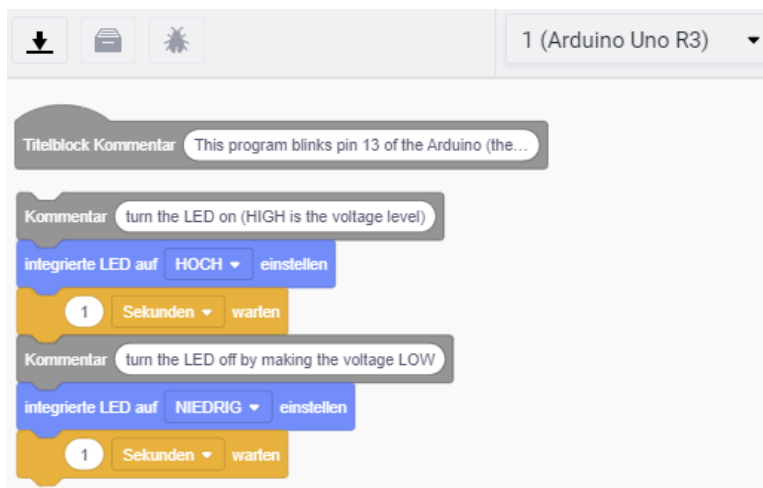 1 (Arduino Uno R3)
Titelblock Kommentar This program blinks pin 13 of the Arduino (the...
Kommentar turn the LED on (HIGH is the voltage level)
integrierte LED auf HOCH einstellen
1 Sekunden warten
Kommentar turn the LED off by making the voltage LOW
integrierte LED auf NIEDRIG einstellen
1 Sekunden warten